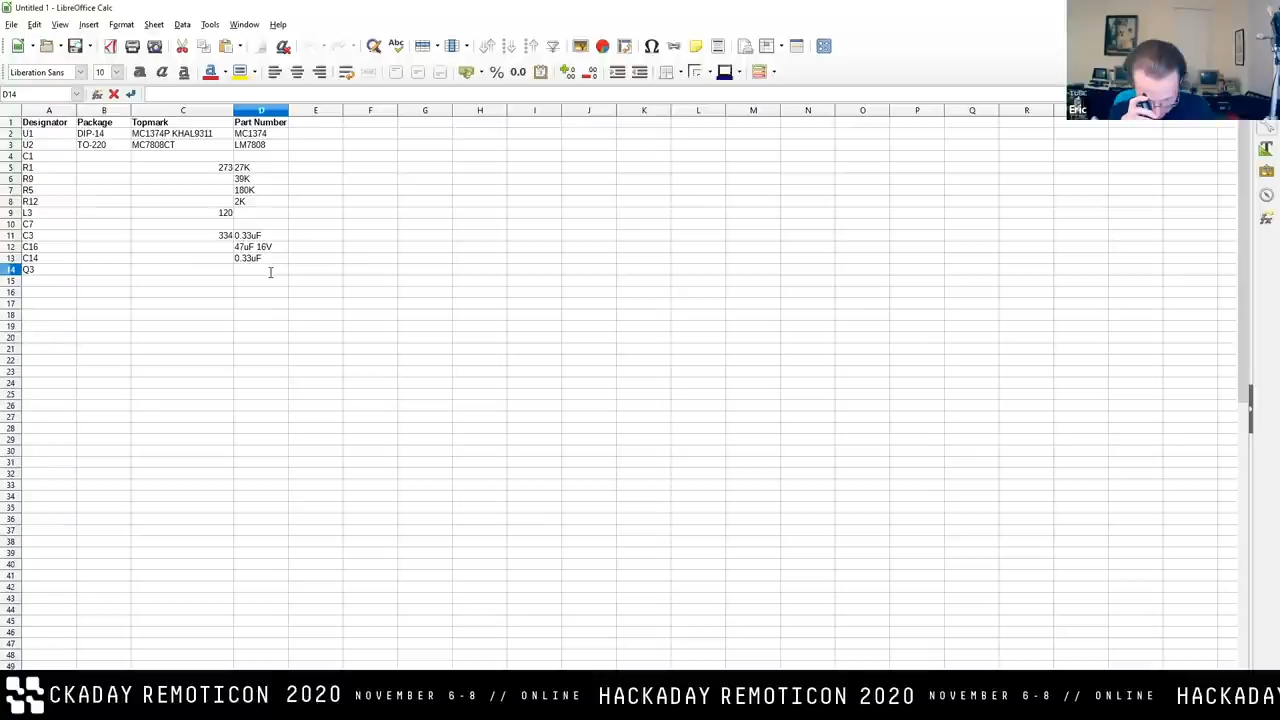 Untitled 1 - LibreOffice Calc
File Edit View Insert Format Styles Sheet Data Tools Window Help
Liberation Sans 10
D14
A B C D E F G H I J K L M N O P Q R
1 Designator Package Topmark Part Number
2 U1 DIP-14 MC1374P KHAL9311 MC1374
3 U2 TO-220 MC7808CT LM7808
4 C1
5 R1 273 27K
6 R9 39K
7 R5 180K
8 R12 2K
9 L3 120
10 C7
11 C3 334 0.33uF
12 C16 47uF 16V
13 C14 0.33uF
14 Q3
15
16
17
18
19
20
21
22
23
24
25
26
27
28
29
30
31
32
33
34
35
36
37
38
39
40
41
42
43
44
45
46
47
48
49
Eric
CKADAY REMOTICON 2020 NOVEMBER 6-8 // ONLINE HACKADAY REMOTICON 2020 NOVEMBER 6-8 // ONLINE HACKADA